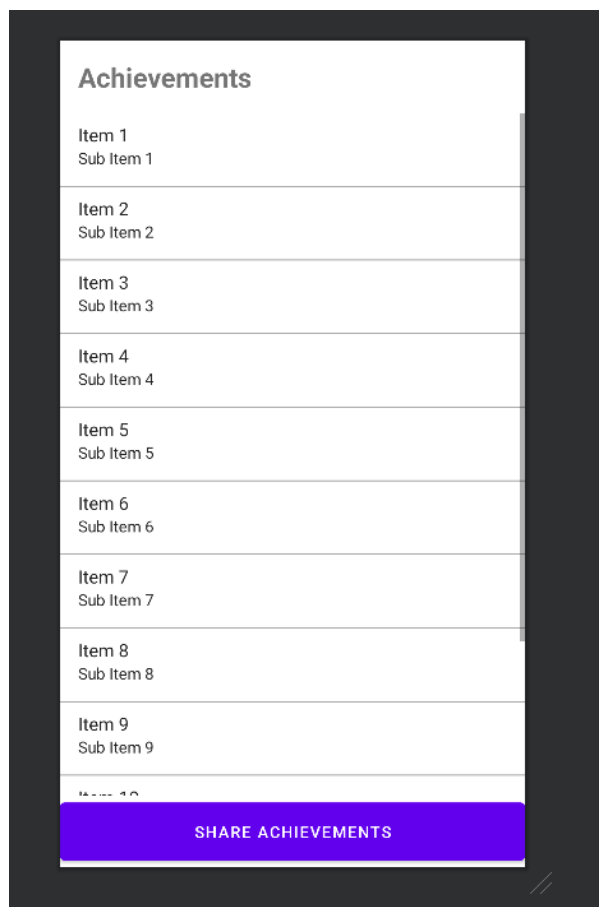 Achievements
Item 1
Sub Item 1
Item 2
Sub Item 2
Item 3
Sub Item 3
Item 4
Sub Item 4
Item 5
Sub Item 5
Item 6
Sub Item 6
Item 7
Sub Item 7
Item 8
Sub Item 8
Item 9
Sub Item 9
Item 10
SHARE ACHIEVEMENTS